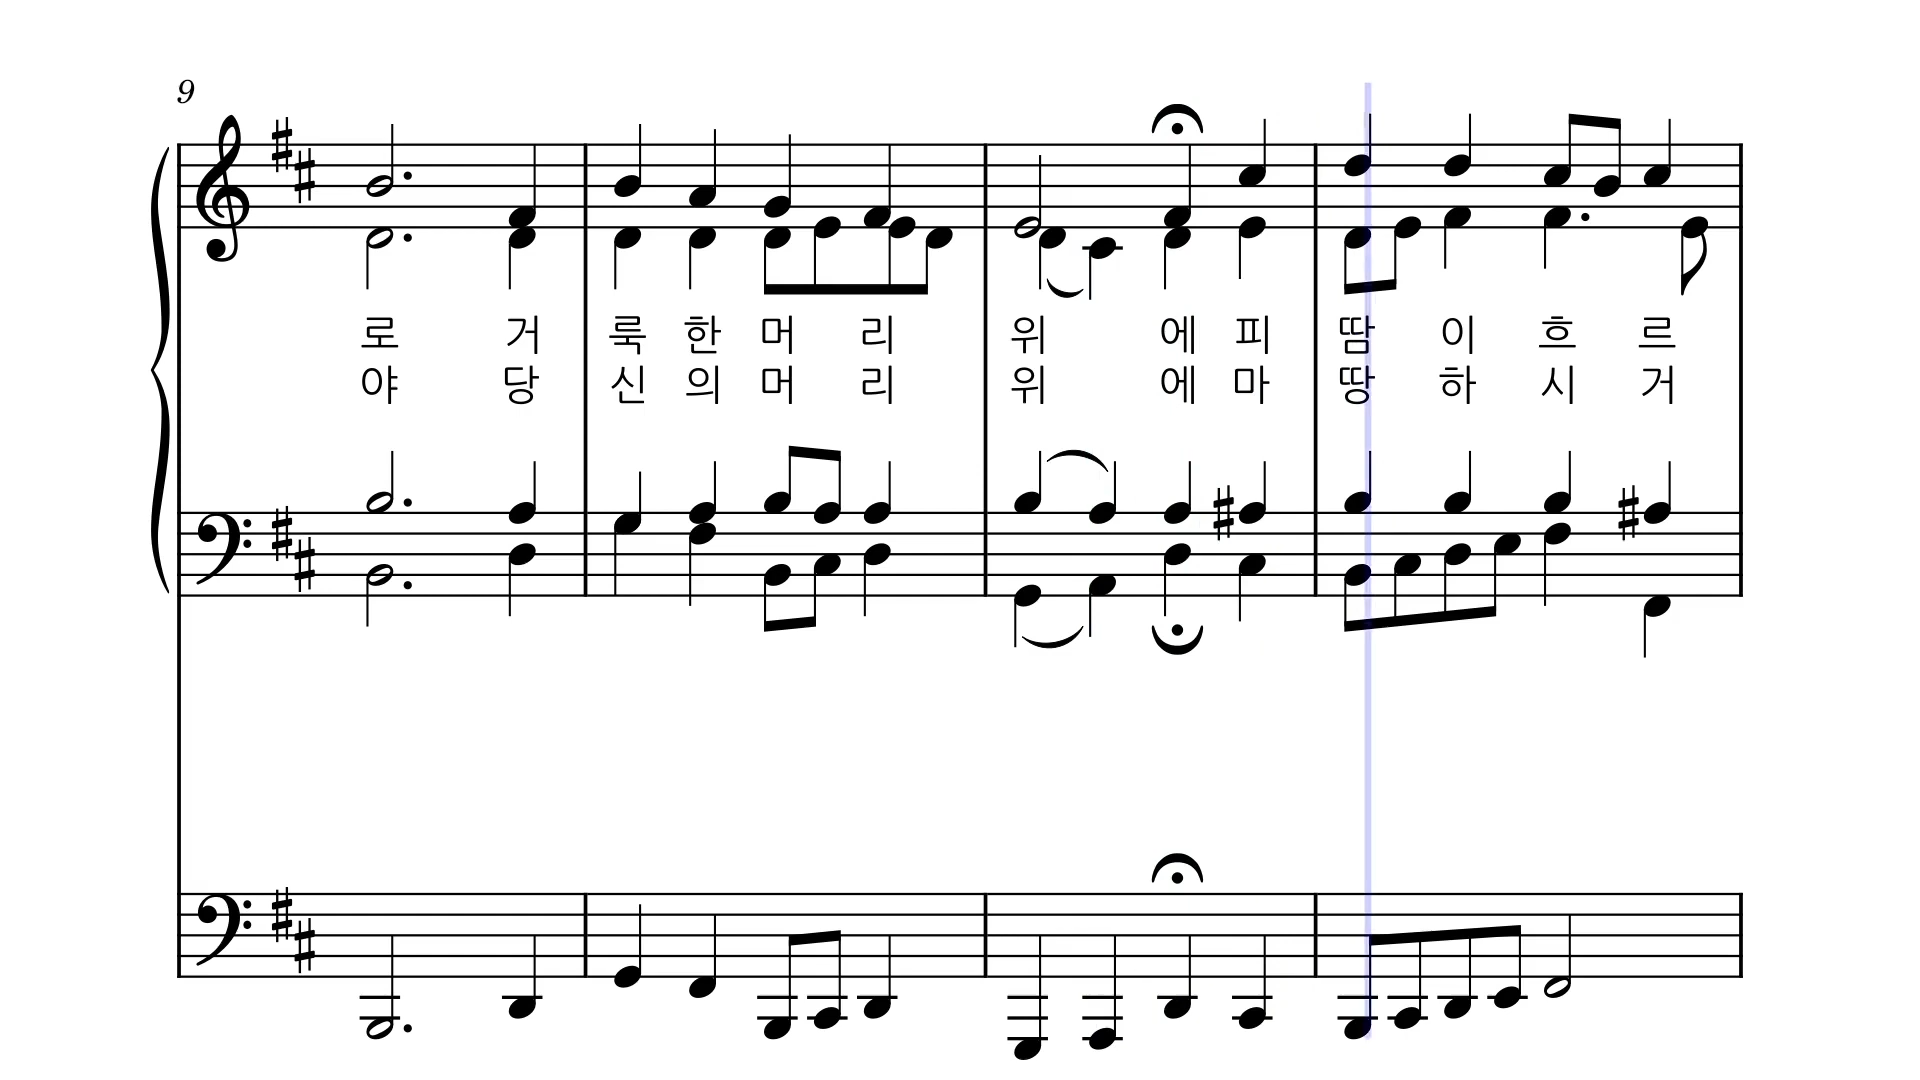 9
로 거 룩 한 머 리 위 에 피 땀 이 흐 르
야 당 신 의 머 리 위 에 마 땅 하 시 거